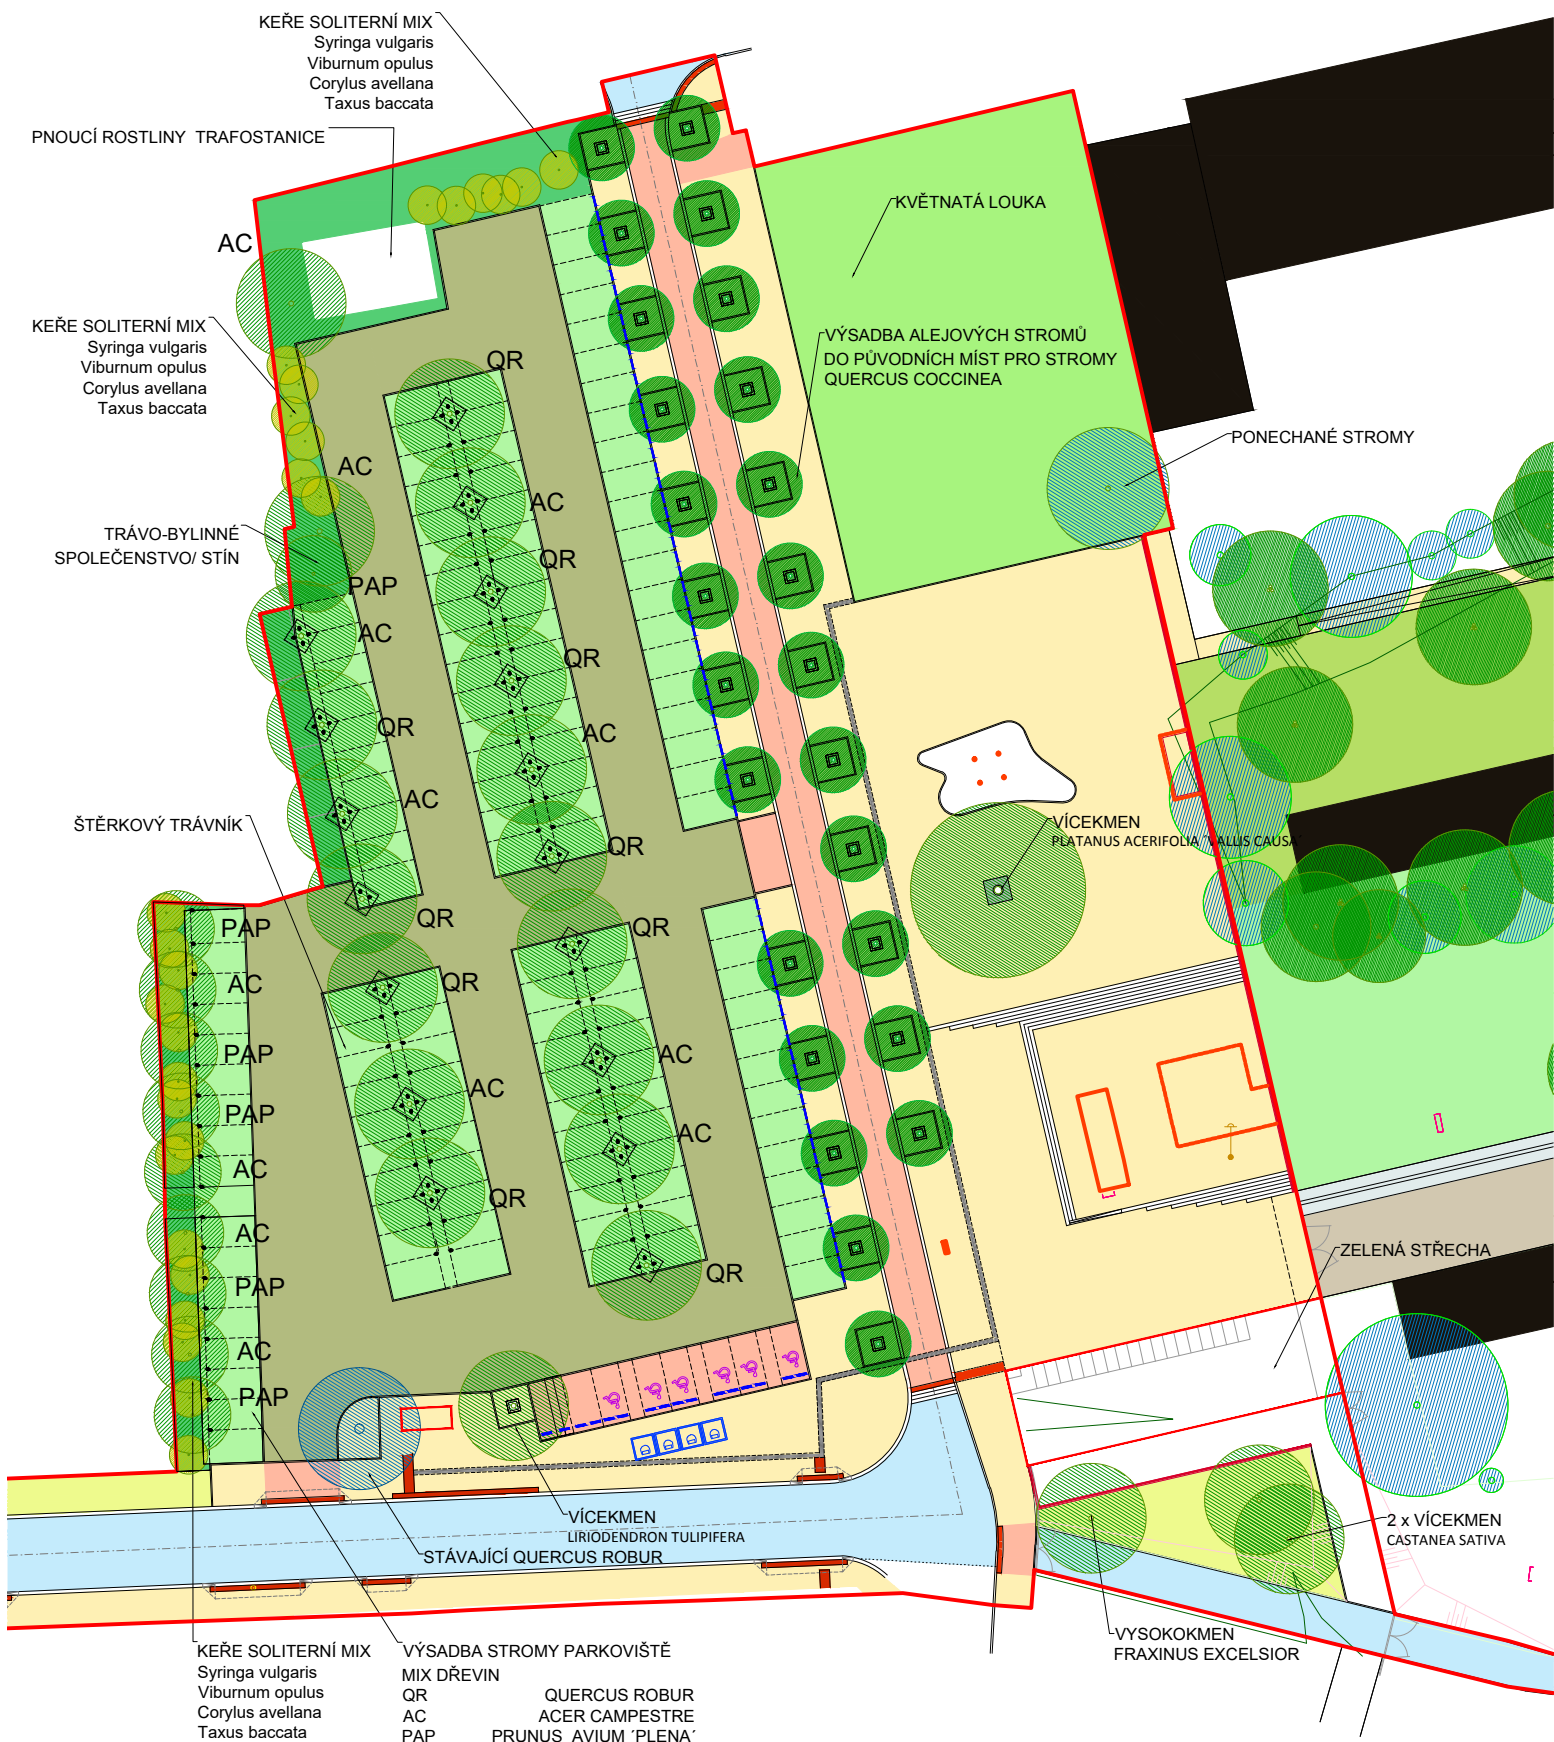 KEŘE SOLITERNÍ MIX
Syringa vulgaris
Viburnum opulus
Corylus avellana
Taxus baccata
PNOUCÍ ROSTLINY TRAFOSTANICE
KVĚTNATÁ LOUKA
AC
KEŘE SOLITERNÍ MIX
Syringa vulgaris
Viburnum opulus
Corylus avellana
Taxus baccata
VÝSADBA ALEJOVÝCH STROMŮ
DO PŮVODNÍCH MÍST PRO STROMY
QUERCUS COCCINEA
QR
PONECHANÉ STROMY
AC
AC
TRÁVO-BYLINNÉ
SPOLEČENSTVO/ STÍN
QR
PAP
AC
QR
QR
AC
AC
ŠTĚRKOVÝ TRÁVNÍK
VÍCEKMEN
PLATANUS ACERIFOLIA ´VALLIS CAUSA´
QR
QR
PAP
QR
AC
QR
PAP
AC
AC
PAP
AC
AC
QR
AC
PAP
QR
ZELENÁ STŘECHA
AC
PAP
VÍCEKMEN
LIRIODENDRON TULIPIFERA
STÁVAJÍCÍ QUERCUS ROBUR
2 x VÍCEKMEN
CASTANEA SATIVA
VYSOKOKMEN
FRAXINUS EXCELSIOR
KEŘE SOLITERNÍ MIX
Syringa vulgaris
Viburnum opulus
Corylus avellana
Taxus baccata
VÝSADBA STROMY PARKOVIŠTĚ
MIX DŘEVIN
QR QUERCUS ROBUR
AC ACER CAMPESTRE
PAP PRUNUS AVIUM ´PLENA´